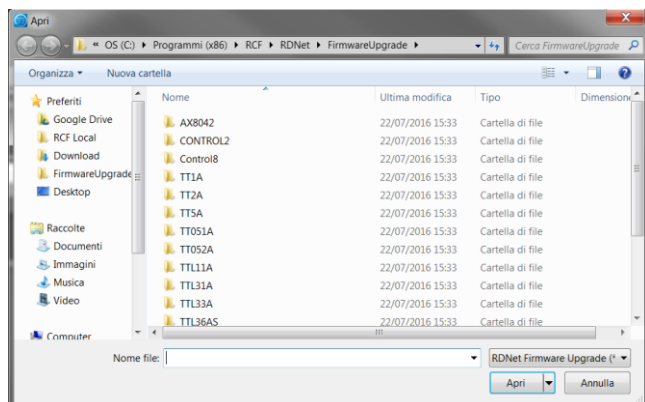 Apri
« OS (C:) ▸ Programmi (x86) ▸ RCF ▸ RDNet ▸ FirmwareUpgrade ▸
Cerca FirmwareUpgrade
Organizza Nuova cartella
Preferiti
Google Drive
RCF Local
Download
FirmwareUpgrade
Desktop
Raccolte
Documenti
Immagini
Musica
Video
Computer
Nome Ultima modifica Tipo Dimensione
AX8042 22/07/2016 15:33 Cartella di file
CONTROL2 22/07/2016 15:33 Cartella di file
Control8 22/07/2016 15:33 Cartella di file
TT1A 22/07/2016 15:33 Cartella di file
TT2A 22/07/2016 15:33 Cartella di file
TT5A 22/07/2016 15:33 Cartella di file
TT051A 22/07/2016 15:33 Cartella di file
TT052A 22/07/2016 15:33 Cartella di file
TTL11A 22/07/2016 15:33 Cartella di file
TTL31A 22/07/2016 15:33 Cartella di file
TTL33A 22/07/2016 15:33 Cartella di file
TTL36AS 22/07/2016 15:33 Cartella di file
Nome file: RDNet Firmware Upgrade (*
Apri Annulla